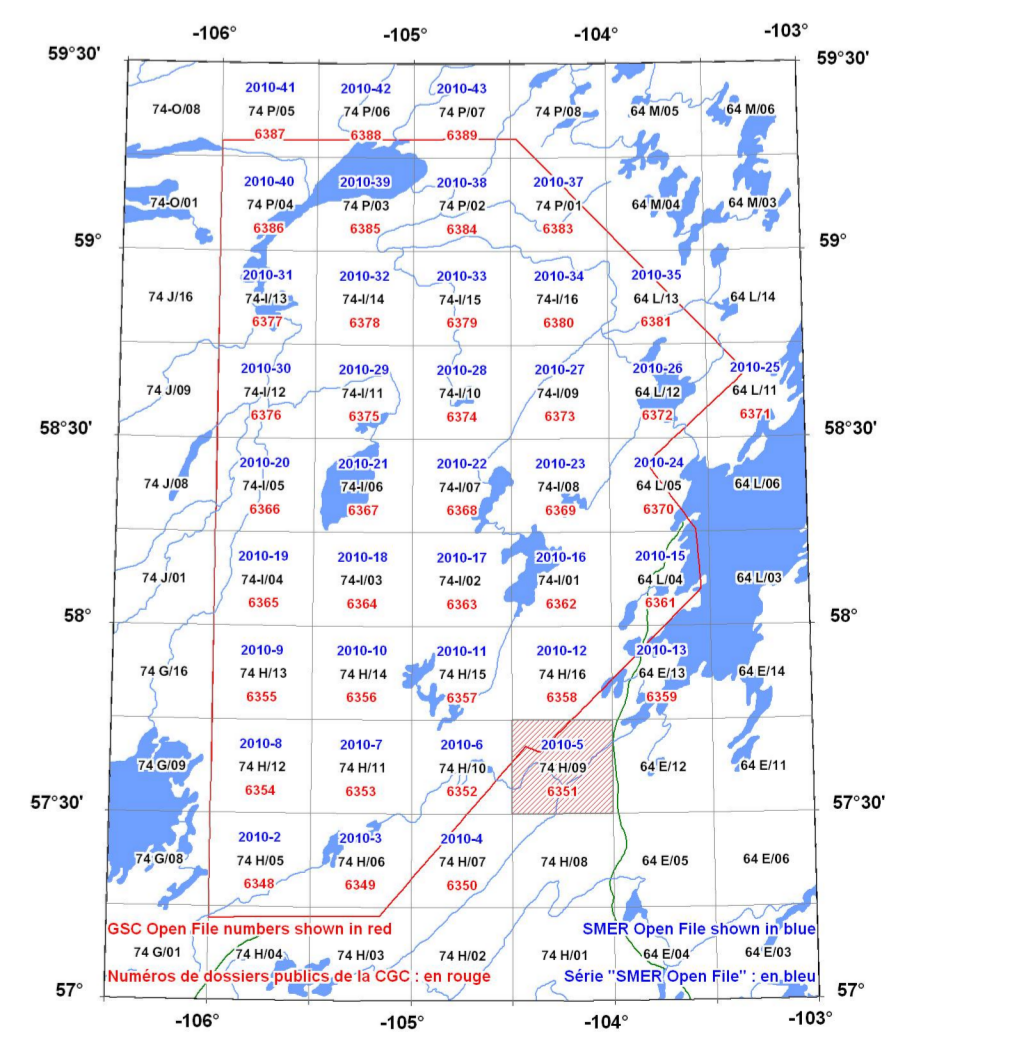 -106° -105° -104° -103°
59°30' 59°30'
2010-41 2010-42 2010-43
74-O/08 74 P/05 74 P/06 74 P/07 74 P/08 64 M/05 64 M/06
6387 6388 6389
2010-40 2010-39 2010-38 2010-37
74-O/01 74 P/04 74 P/03 74 P/02 74 P/01 64 M/04 64 M/03
6386 6385 6384 6383
59° 59°
2010-31 2010-32 2010-33 2010-34 2010-35
74 J/16 74-I/13 74-I/14 74-I/15 74-I/16 64 L/13 64 L/14
6377 6378 6379 6380 6381
2010-30 2010-29 2010-28 2010-27 2010-26 2010-25
74 J/09 74-I/12 74-I/11 74-I/10 74-I/09 64 L/12 64 L/11
6376 6375 6374 6373 6372 6371
58°30' 58°30'
2010-20 2010-21 2010-22 2010-23 2010-24
74 J/08 74-I/05 74-I/06 74-I/07 74-I/08 64 L/05 64 L/06
6366 6367 6368 6369 6370
2010-19 2010-18 2010-17 2010-16 2010-15
74 J/01 74-I/04 74-I/03 74-I/02 74-I/01 64 L/04 64 L/03
6365 6364 6363 6362 6361
58° 58°
2010-9 2010-10 2010-11 2010-12 2010-13
74 G/16 74 H/13 74 H/14 74 H/15 74 H/16 64 E/13 64 E/14
6355 6356 6357 6358 6359
2010-8 2010-7 2010-6 2010-5
74 G/09 74 H/12 74 H/11 74 H/10 74 H/09 64 E/12 64 E/11
6354 6353 6352 6351
57°30' 57°30'
2010-2 2010-3 2010-4
74 G/08 74 H/05 74 H/06 74 H/07 74 H/08 64 E/05 64 E/06
6348 6349 6350
GSC Open File numbers shown in red SMER Open File shown in blue
74 G/01 74 H/04 74 H/03 74 H/02 74 H/01 64 E/04 64 E/03
Numéros de dossiers publics de la CGC : en rouge Série "SMER Open File" : en bleu
57° 57°
-106° -105° -104° -103°